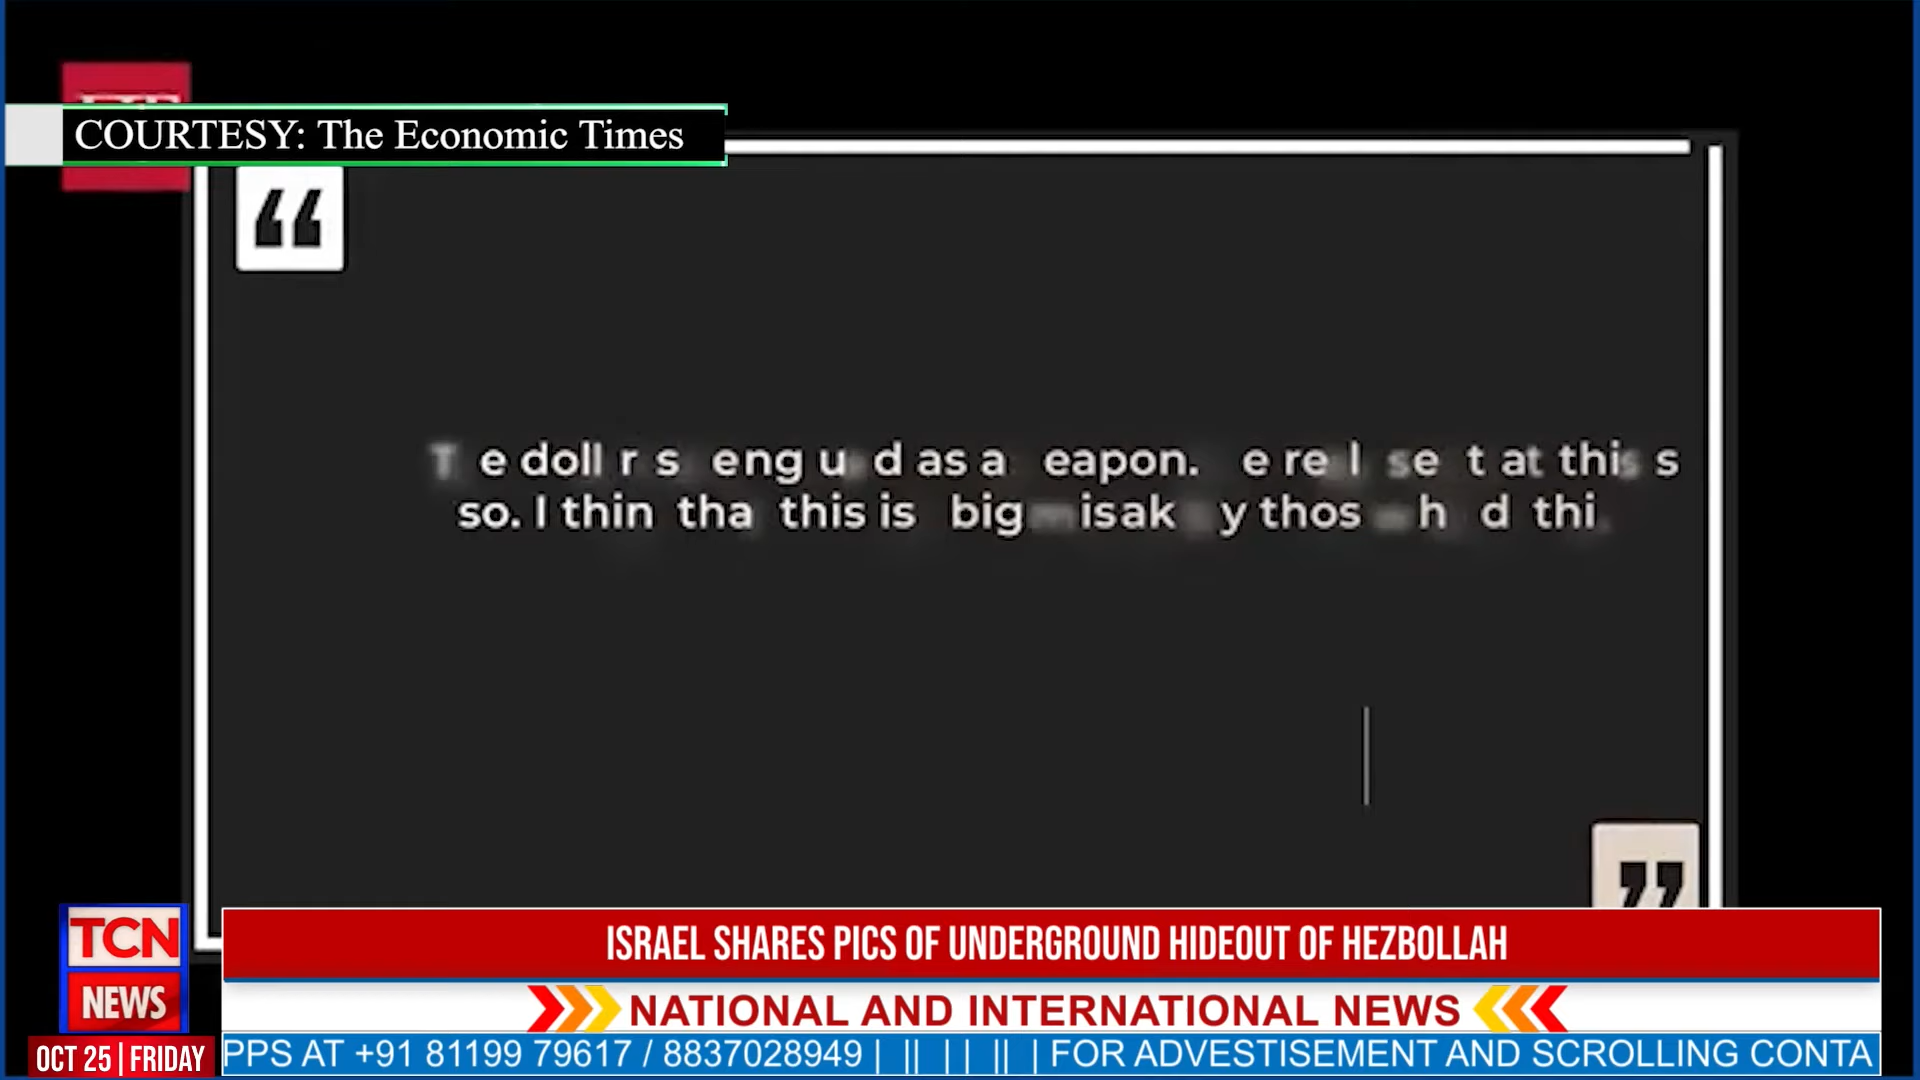 COURTESY: The Economic Times
“
e doll r s eng u d as a eapon. e re l se t at this s
so. I thin tha this is big isak y thos h d thi
”
ISRAEL SHARES PICS OF UNDERGROUND HIDEOUT OF HEZBOLLAH
TCN
NEWS
NATIONAL AND INTERNATIONAL NEWS
OCT 25 | FRIDAY
PPS AT +91 81199 79617 / 8837028949 | || | | || | FOR ADVESTISEMENT AND SCROLLING CONTA